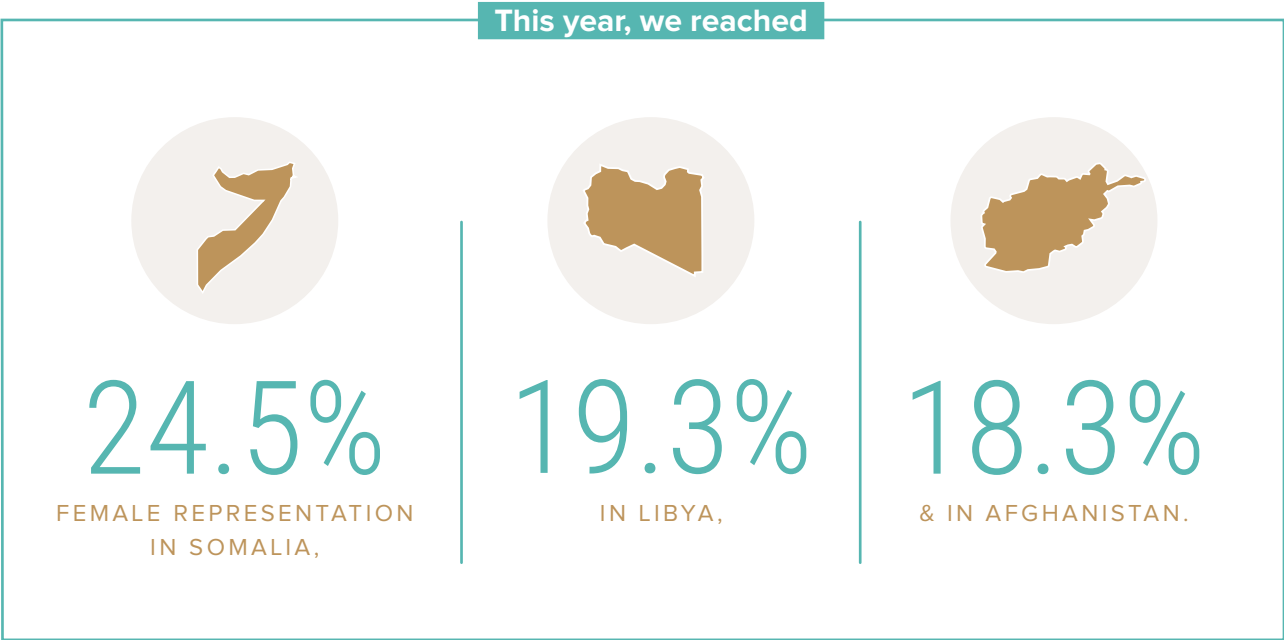 This year, we reached
24.5%
FEMALE REPRESENTATION
IN SOMALIA,
19.3%
IN LIBYA,
18.3%
& IN AFGHANISTAN.